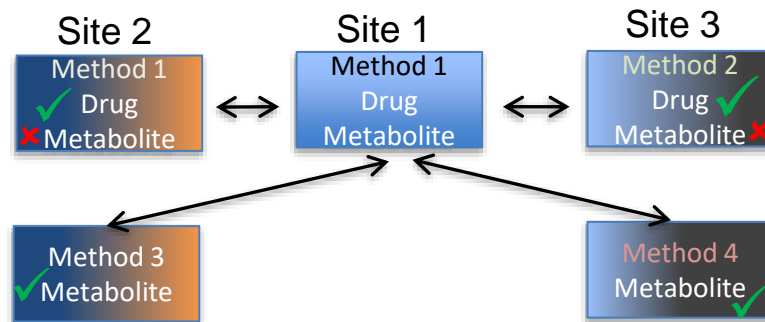 Site 2
Site 1
Site 3
Method 1
Drug
Metabolite
Method 1
Drug
Metabolite
Method 2
Drug
Metabolite
Method 3
Metabolite
Method 4
Metabolite